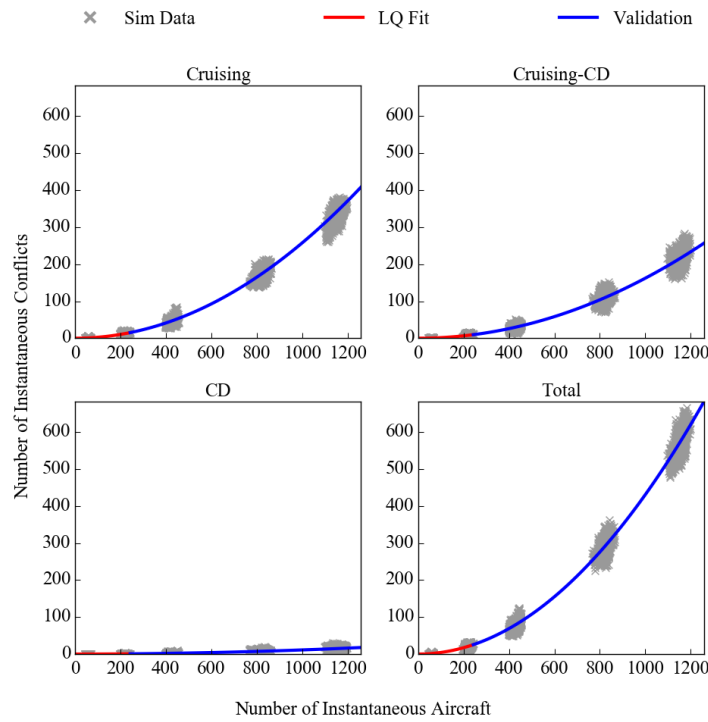 Sim Data LQ Fit Validation
Cruising Cruising-CD
600 600
500 500
400 400
300 300
200 200
100 100
0 0
0 200 400 600 800 1000 1200 0 200 400 600 800 1000 1200
CD Total
600 600
500 500
400 400
300 300
200 200
100 100
0 0
0 200 400 600 800 1000 1200 0 200 400 600 800 1000 1200
Number of Instantaneous Conflicts
Number of Instantaneous Aircraft